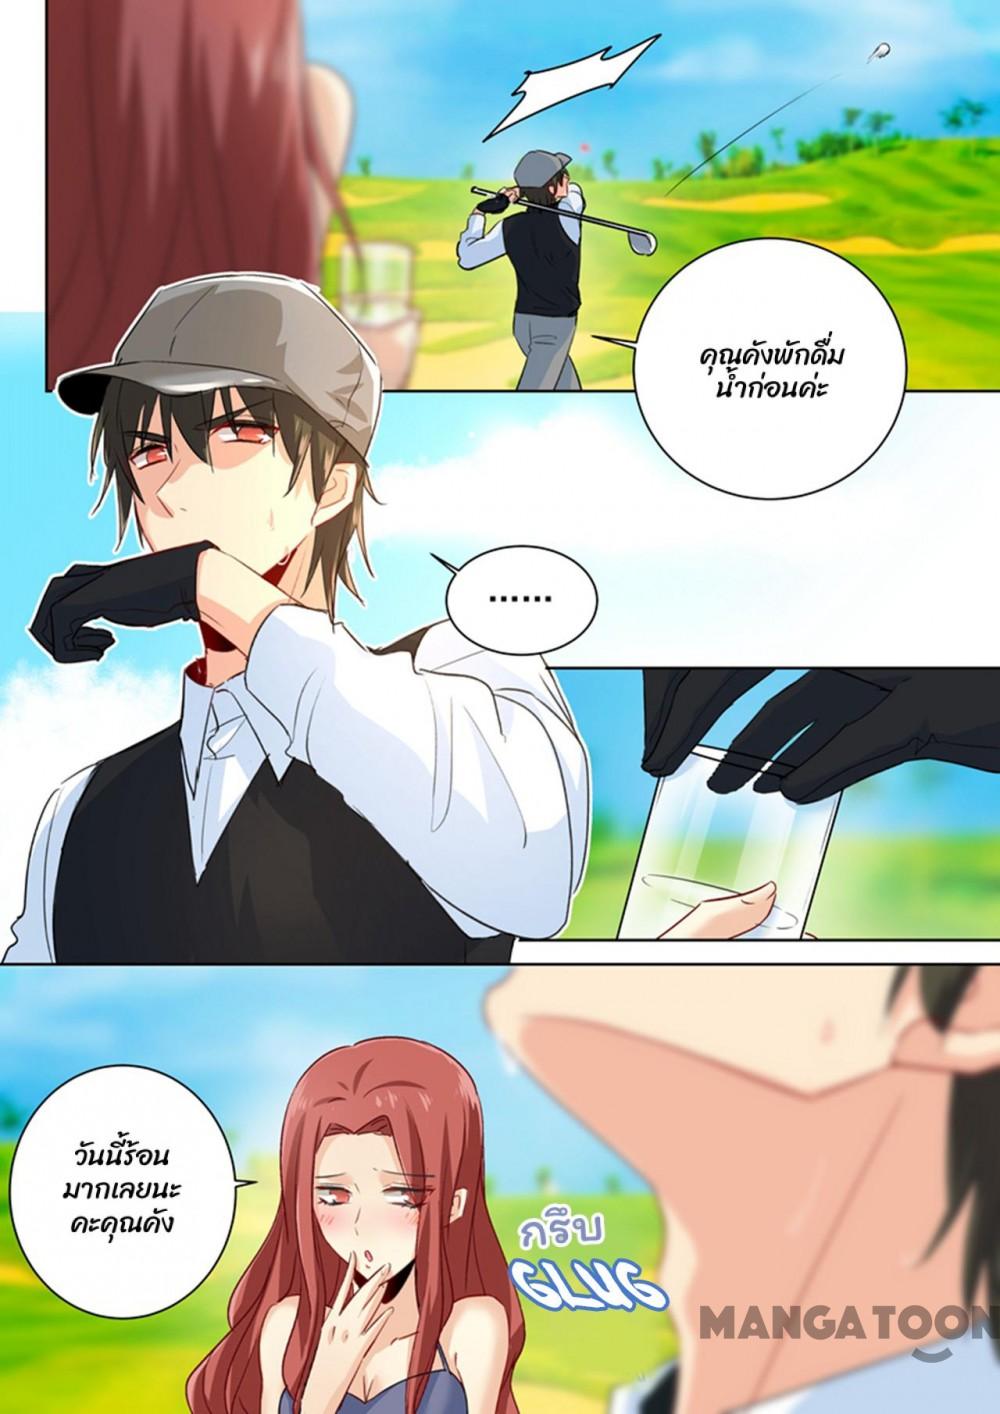 คุณคังพักดื่ม
น้ำก่อนค่ะ
......
วันนี้ร้อน
มากเลยนะ
คะคุณคัง
กรึบ
GLUG
MANGATOON